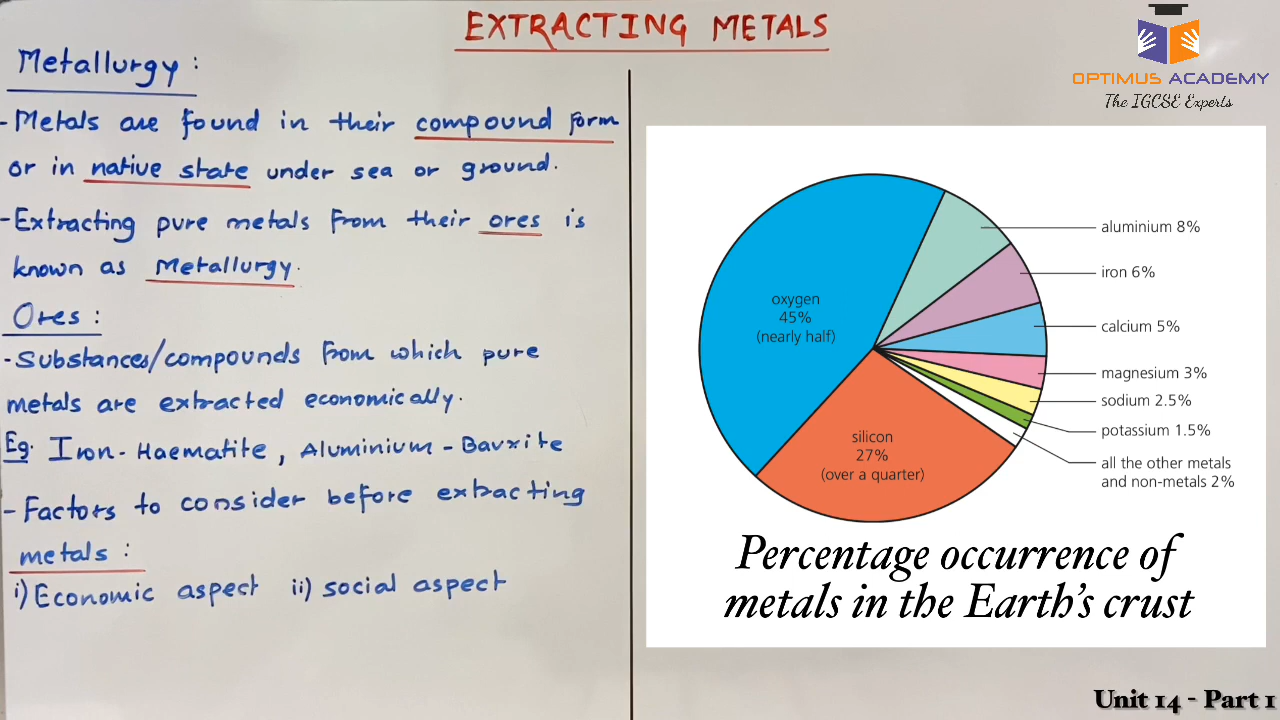 EXTRACTING METALS
Metallurgy :
- Metals are found in their compound form
or in native state under sea or ground.
- Extracting pure metals from their ores is
known as Metallurgy.
Ores :
- Substances/compounds from which pure
metals are extracted economically.
Eg. Iron - Haematite, Aluminium - Bauxite
- Factors to consider before extracting
metals :
i) Economic aspect ii) social aspect
OPTIMUS ACADEMY
The IGCSE Experts
oxygen
45%
(nearly half)
silicon
27%
(over a quarter)
aluminium 8%
iron 6%
calcium 5%
magnesium 3%
sodium 2.5%
potassium 1.5%
all the other metals
and non-metals 2%
Percentage occurrence of
metals in the Earth's crust
Unit 14 - Part 1